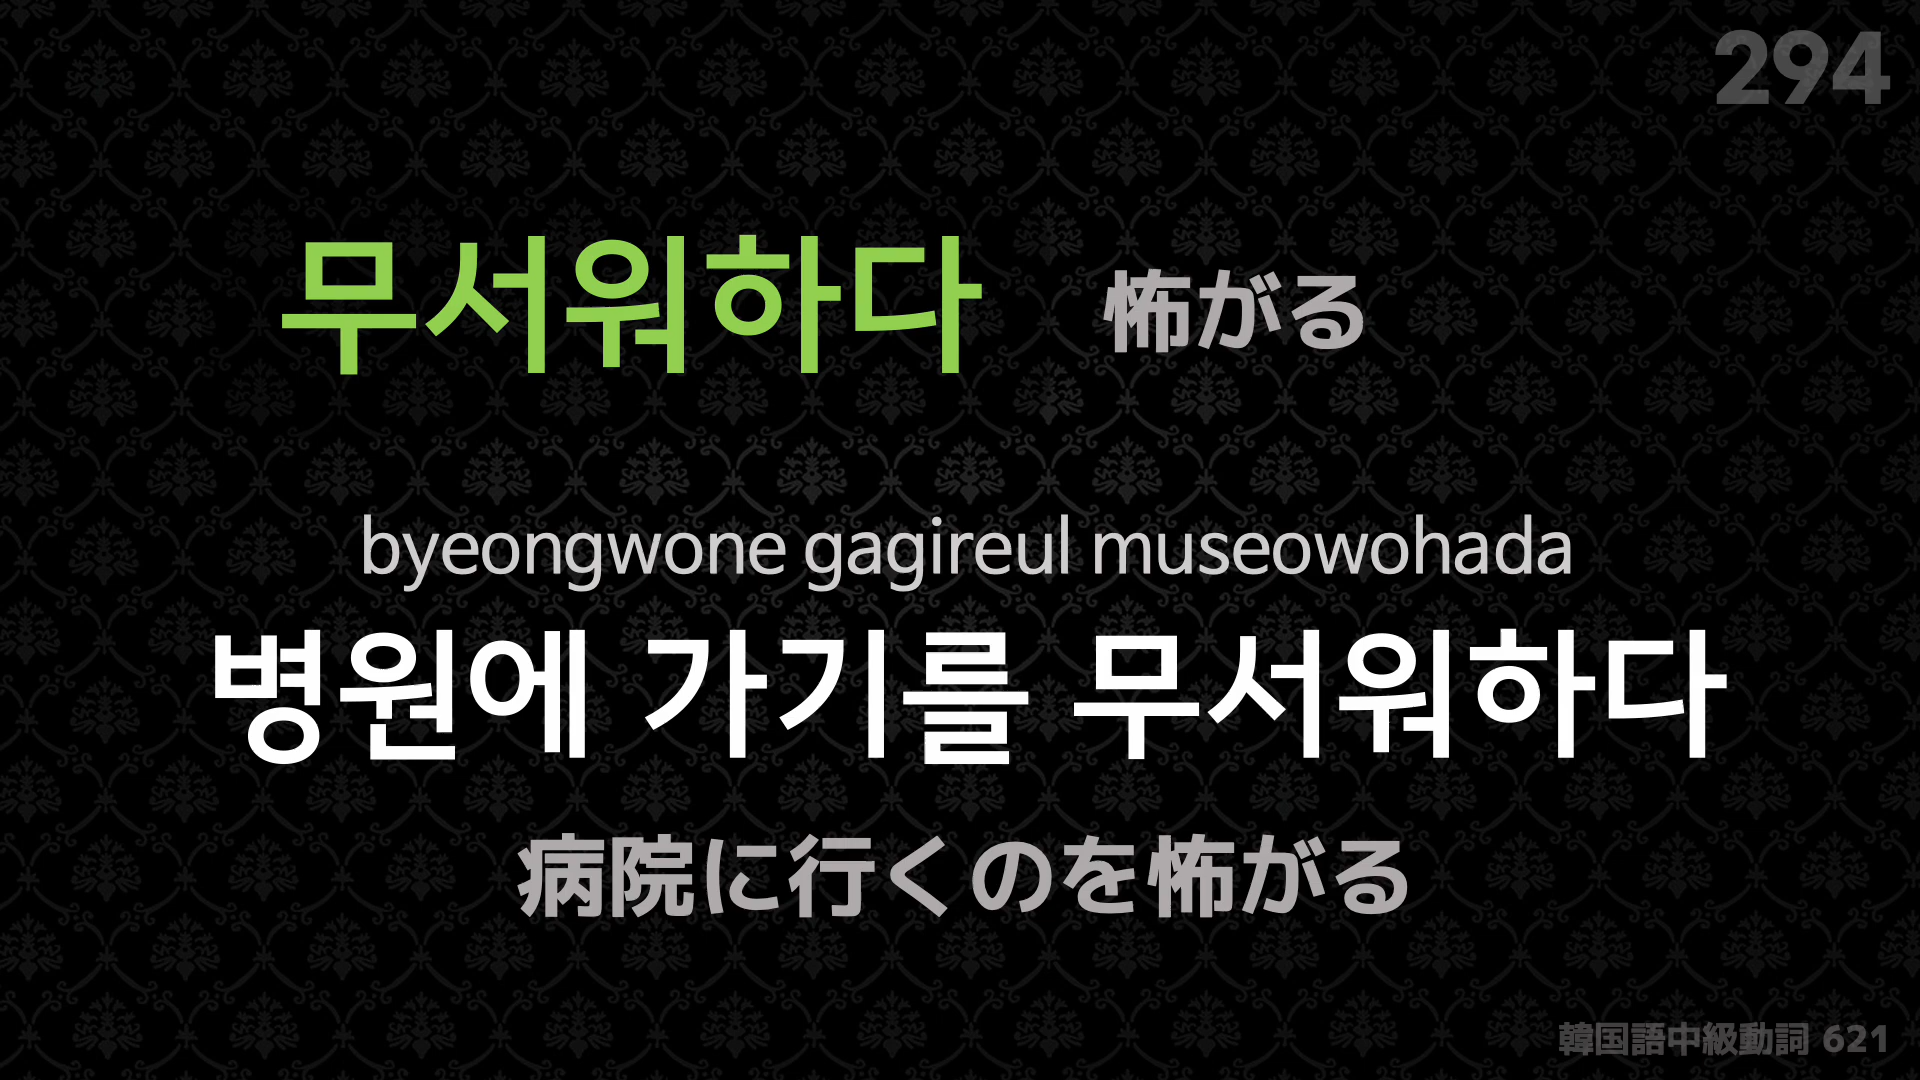 294
무서워하다 怖がる
byeongwone gagireul museowohada
병원에 가기를 무서워하다
病院に行くのを怖がる
韓国語中級動詞 621